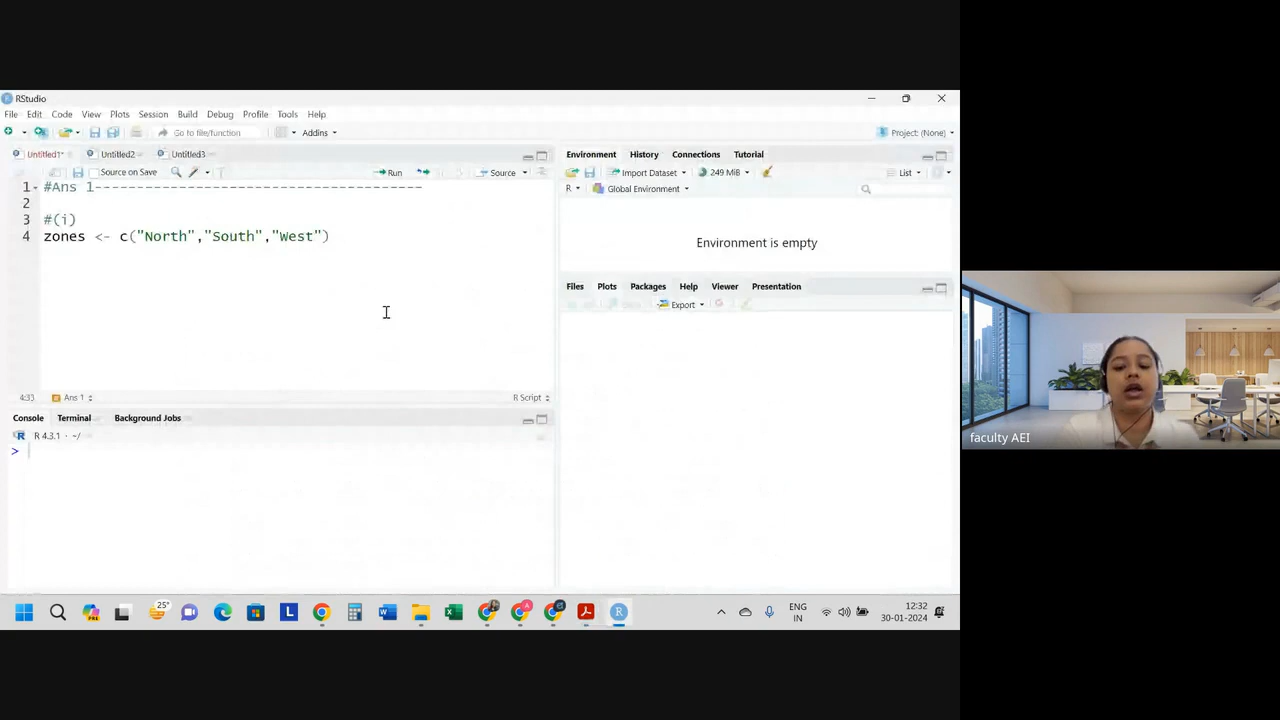 RStudio
File Edit Code View Plots Session Build Debug Profile Tools Help
Go to file/function Addins Project: (None)
Untitled1* Untitled2 Untitled3
Source on Save Run Source
1 #Ans 1---------------------------------------
2
3 #(i)
4 zones <- c("North","South","West")
4:33 Ans 1 R Script
Console Terminal Background Jobs
R 4.3.1 · ~/
>
Environment History Connections Tutorial
Import Dataset 249 MiB List
R Global Environment
Environment is empty
Files Plots Packages Help Viewer Presentation
Export
faculty AEI
25°
ENG
IN
12:32
30-01-2024